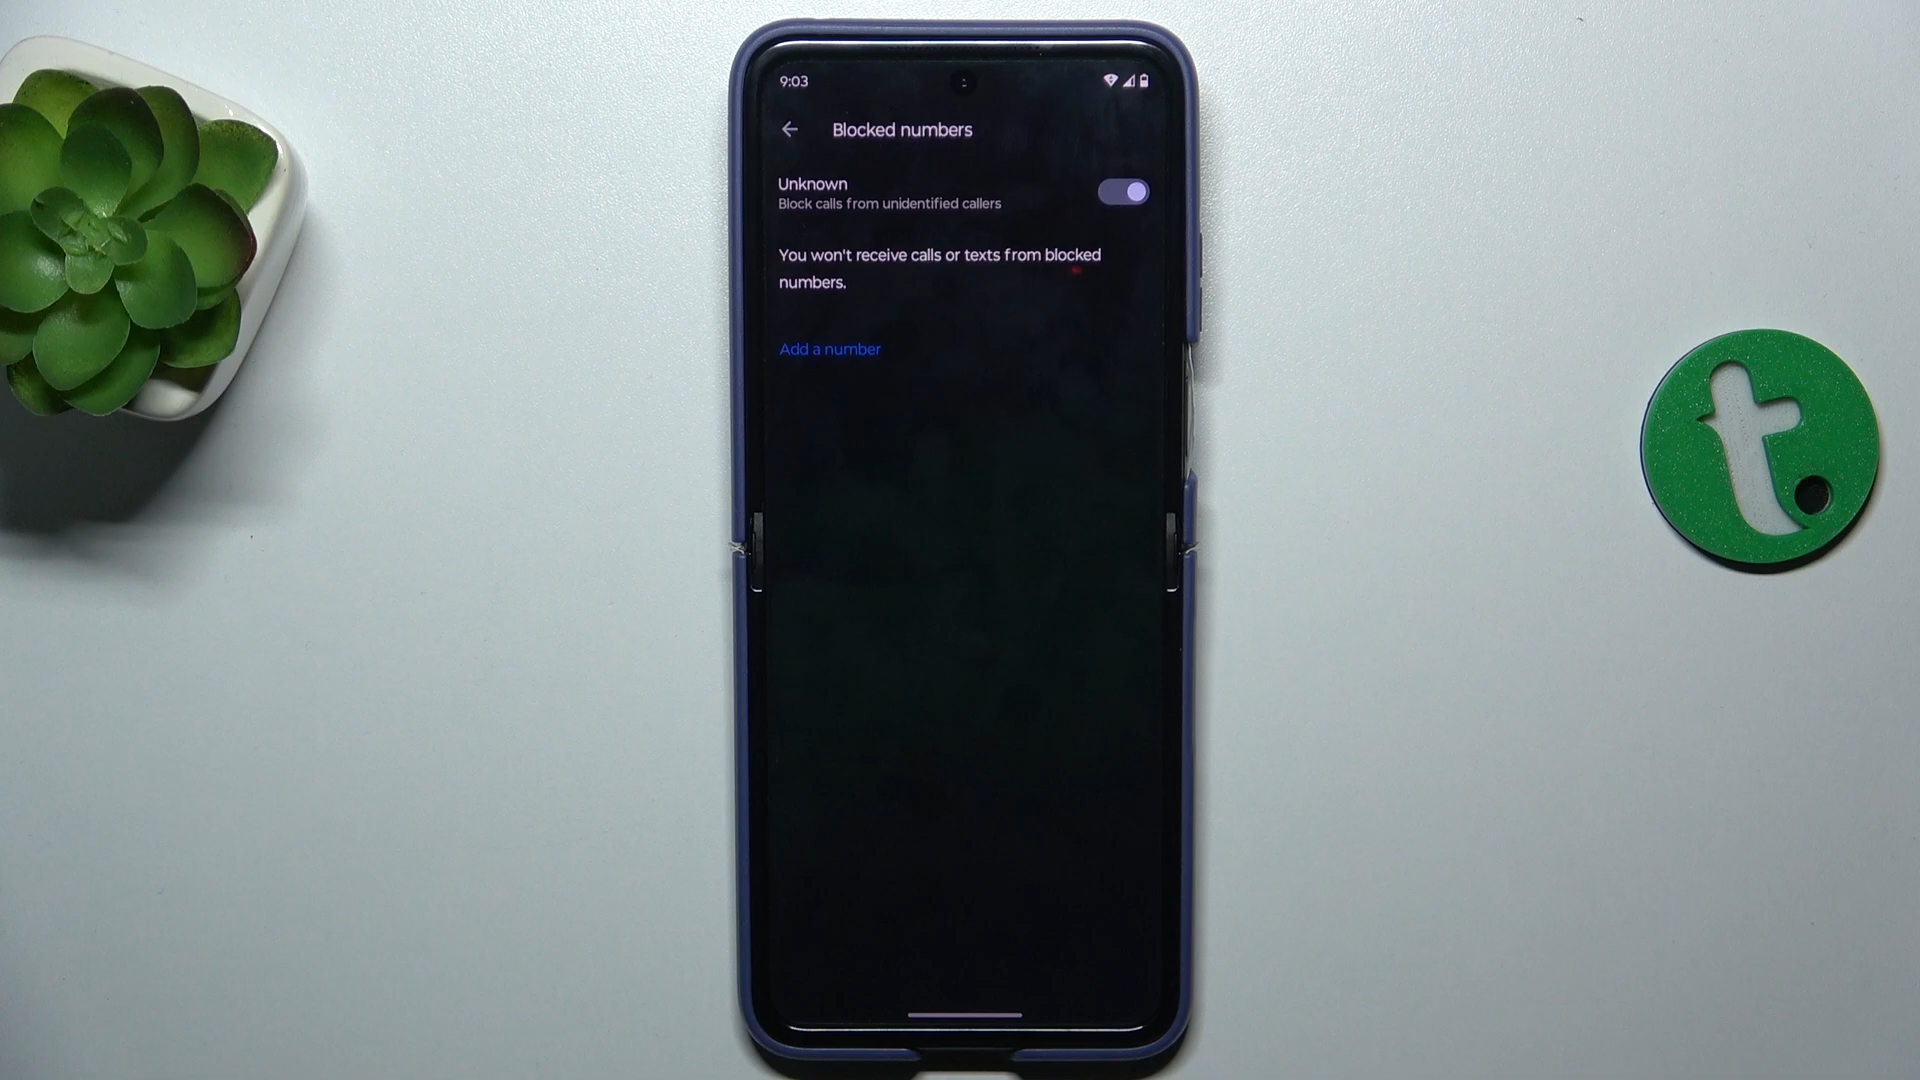 9:03
Blocked numbers
Unknown
Block calls from unidentified callers
You won't receive calls or texts from blocked
numbers.
Add a number
t